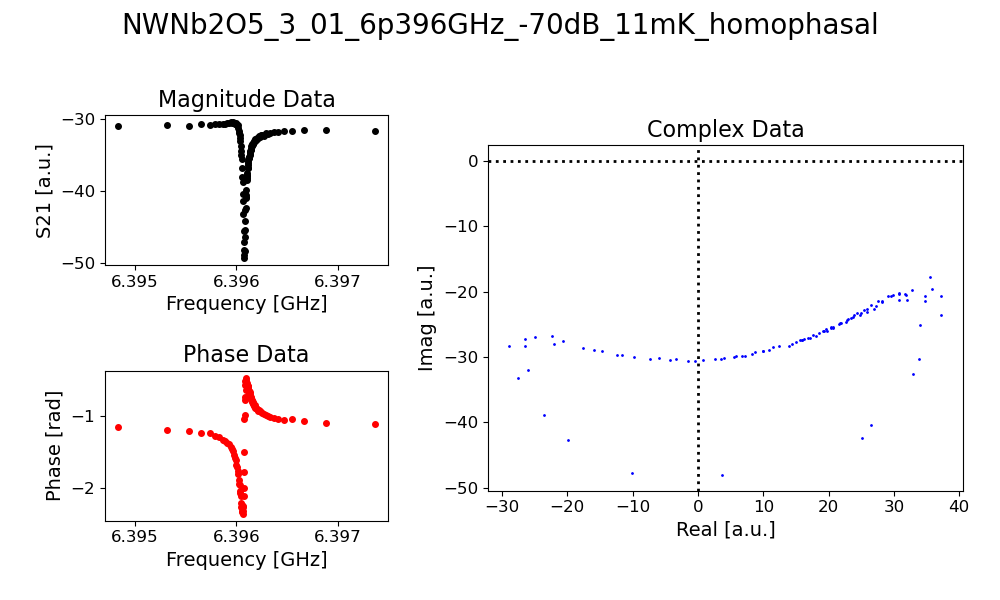 NWNb2O5_3_01_6p396GHz_-70dB_11mK_homophasal
Magnitude Data
−30
−40
−50
S21 [a.u.]
6.395 6.396 6.397
Frequency [GHz]
Phase Data
−1
−2
Phase [rad]
6.395 6.396 6.397
Frequency [GHz]
Complex Data
0
−10
−20
−30
−40
−50
Imag [a.u.]
−30 −20 −10 0 10 20 30 40
Real [a.u.]